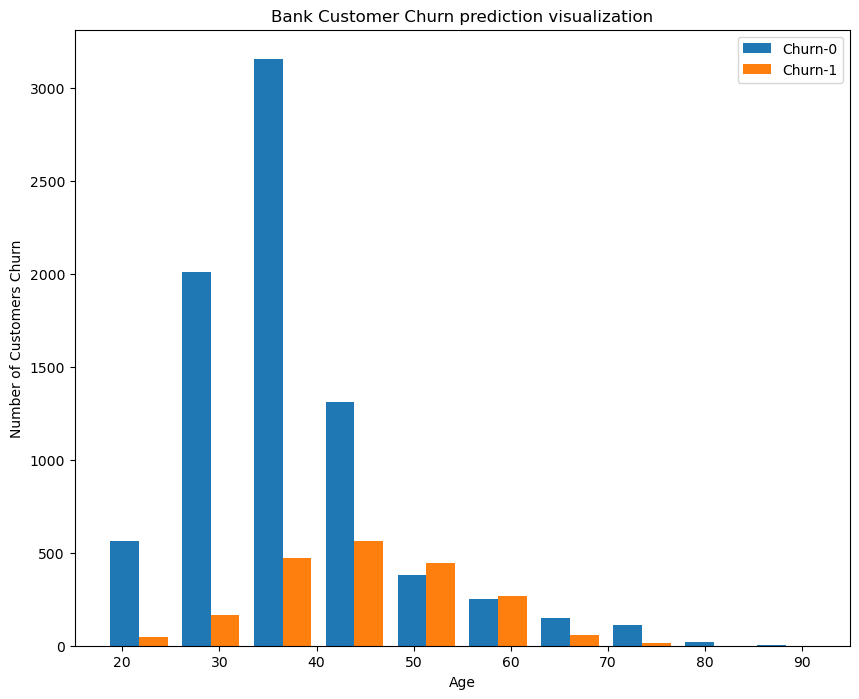 Bank Customer Churn prediction visualization
Churn-0
Churn-1
Number of Customers Churn
3000
2500
2000
1500
1000
500
0
20 30 40 50 60 70 80 90
Age